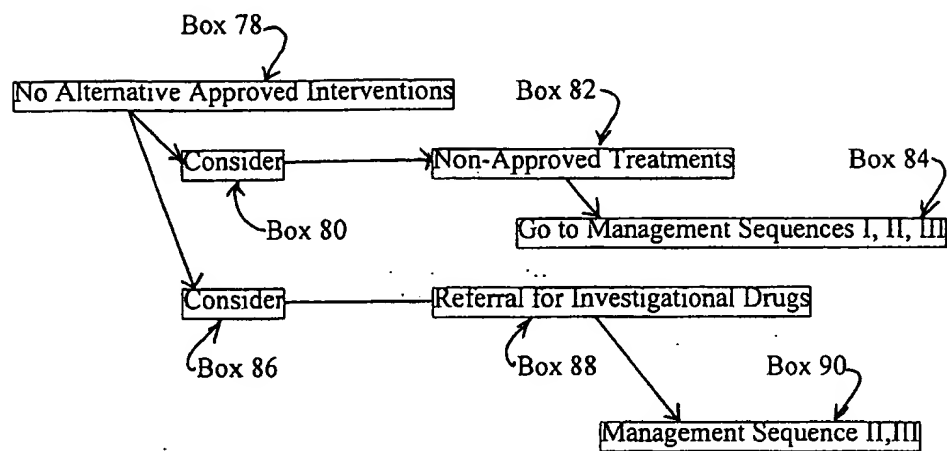 Box 78
No Alternative Approved Interventions
Box 82
Consider
Non-Approved Treatments
Box 84
Box 80
Go to Management Sequences I, II, III
Consider
Referral for Investigational Drugs
Box 86
Box 88
Box 90
Management Sequence II,III